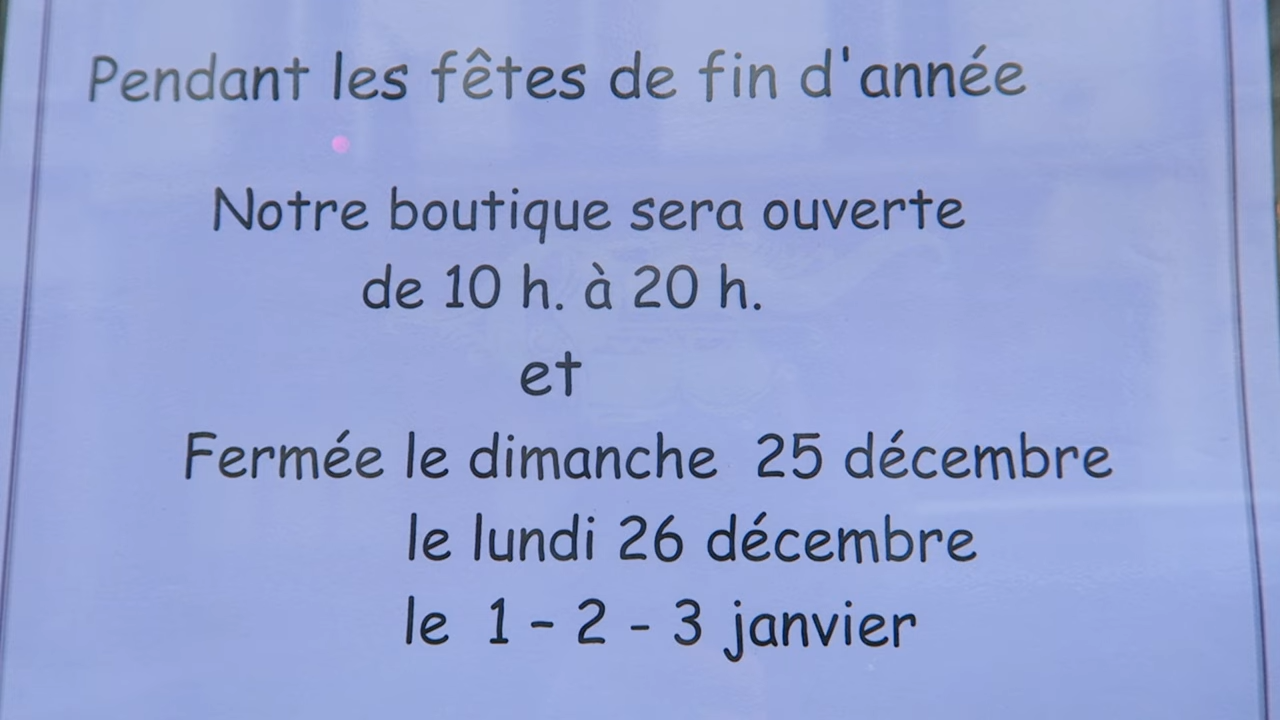 Pendant les fêtes de fin d'année
Notre boutique sera ouverte
de 10 h. à 20 h.
et
Fermée le dimanche  25 décembre
le lundi 26 décembre
le  1 – 2 - 3 janvier